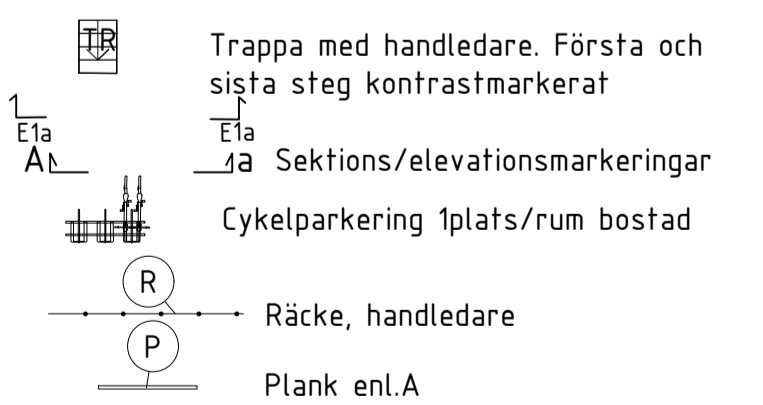 TR
Trappa med handledare. Första och
sista steg kontrastmarkerat
E1a E1a
A a Sektions/elevationsmarkeringar
Cykelparkering 1plats/rum bostad
R
Räcke, handledare
P
Plank enl.A